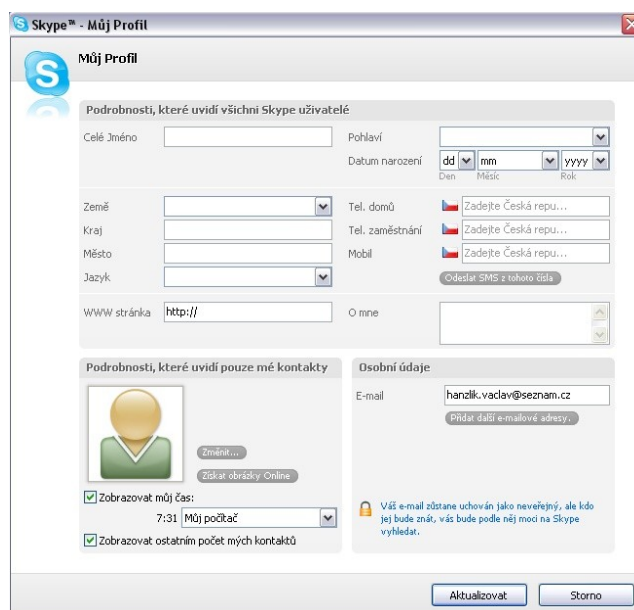 Skype™ - Můj Profil
Můj Profil
Podrobnosti, které uvidí všichni Skype uživatelé
Celé Jméno
Pohlaví
Datum narození dd mm yyyy
Den Měsíc Rok
Země
Kraj
Město
Jazyk
Tel. domů Zadejte Česká repu...
Tel. zaměstnání Zadejte Česká repu...
Mobil Zadejte Česká repu...
Odeslat SMS z tohoto čísla
WWW stránka http://
O mne
Podrobnosti, které uvidí pouze mé kontakty
Změnit...
Získat obrázky Online
Zobrazovat můj čas:
7:31 Můj počítač
Zobrazovat ostatním počet mých kontaktů
Osobní údaje
E-mail hanzlik.vaclav@seznam.cz
Přidat další e-mailové adresy.
Váš e-mail zůstane uchován jako neveřejný, ale kdo
jej bude znát, vás bude podle něj moci na Skype
vyhledat.
Aktualizovat Storno